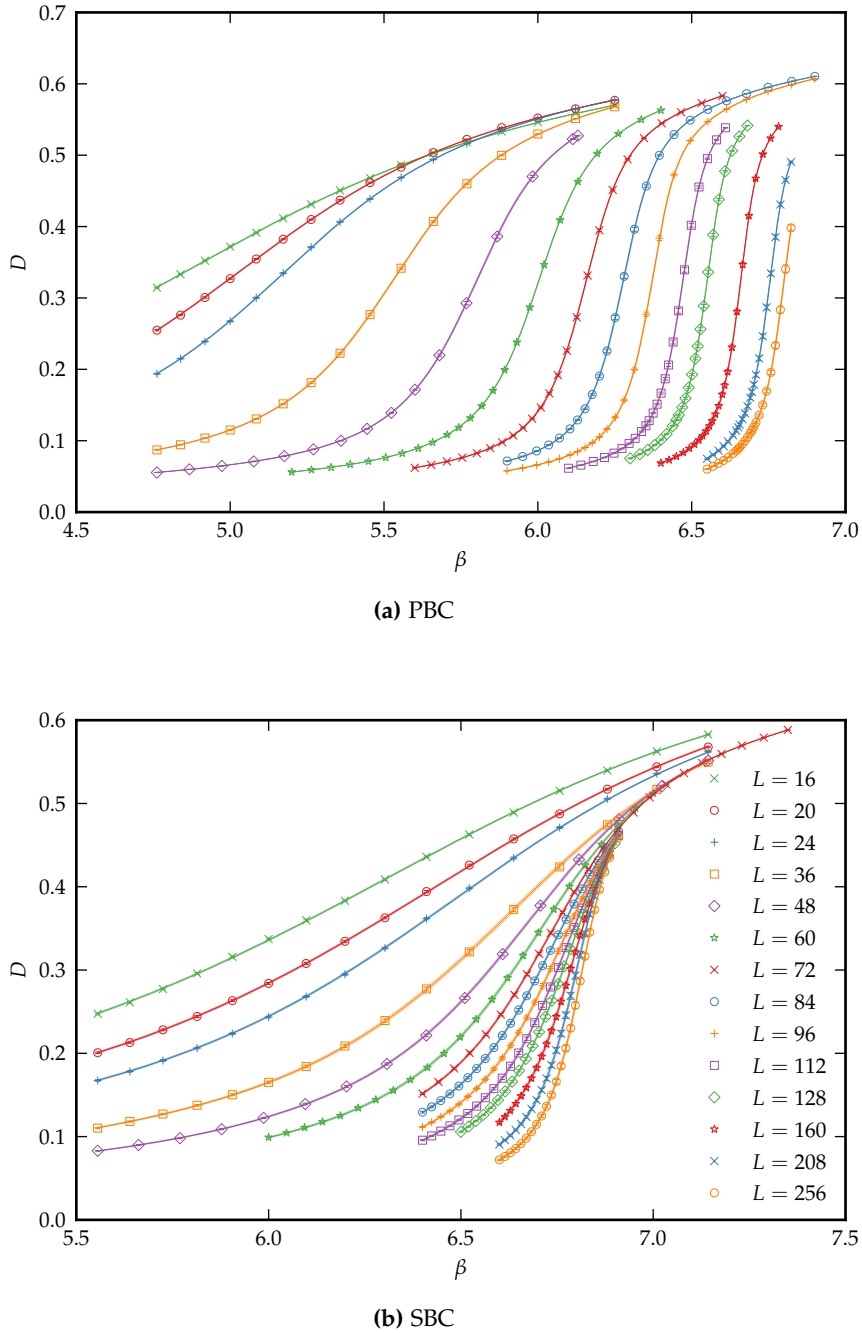 0.7
0.6
0.5
0.4
0.3
0.2
0.1
0.0
D
4.5 5.0 5.5 6.0 6.5 7.0
β
(a) PBC
0.6
0.5
0.4
0.3
0.2
0.1
0.0
D
L = 16
L = 20
L = 24
L = 36
L = 48
L = 60
L = 72
L = 84
L = 96
L = 112
L = 128
L = 160
L = 208
L = 256
5.5 6.0 6.5 7.0 7.5
β
(b) SBC